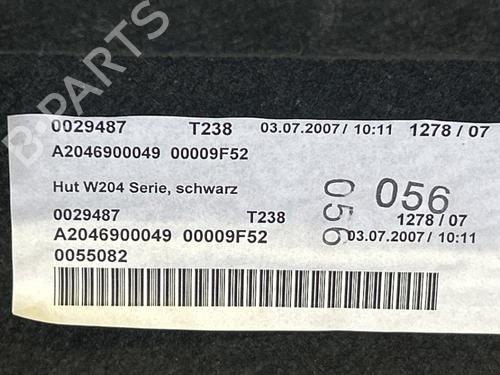 B-PARTS
0029487 T238 03.07.2007/ 10:11 1278 / 07
A2046900049 00009F52
Hut W204 Serie, schwarz
056
056
0029487 T238 1278 / 07
A2046900049 00009F52 03.07.2007/ 10:11
0055082